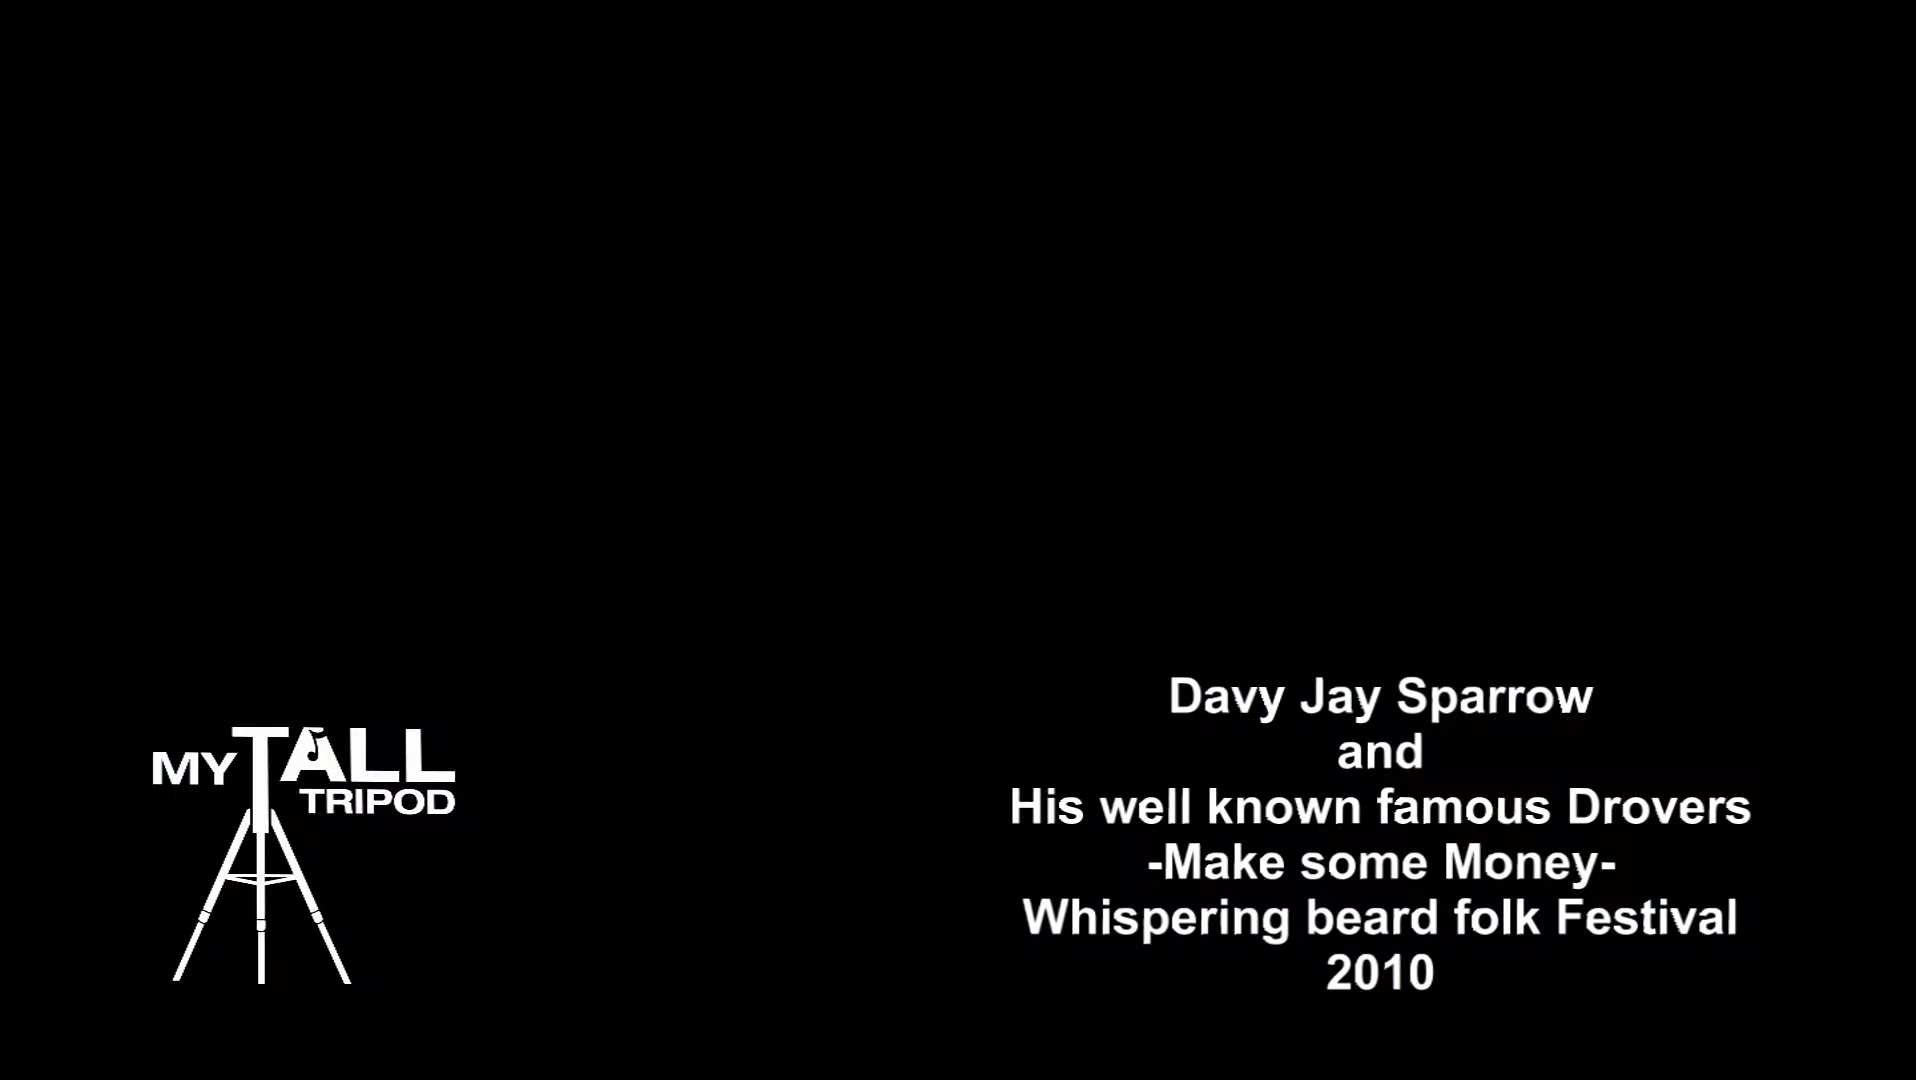 MY TALL
TRIPOD
Davy Jay Sparrow
and
His well known famous Drovers
-Make some Money-
Whispering beard folk Festival
2010